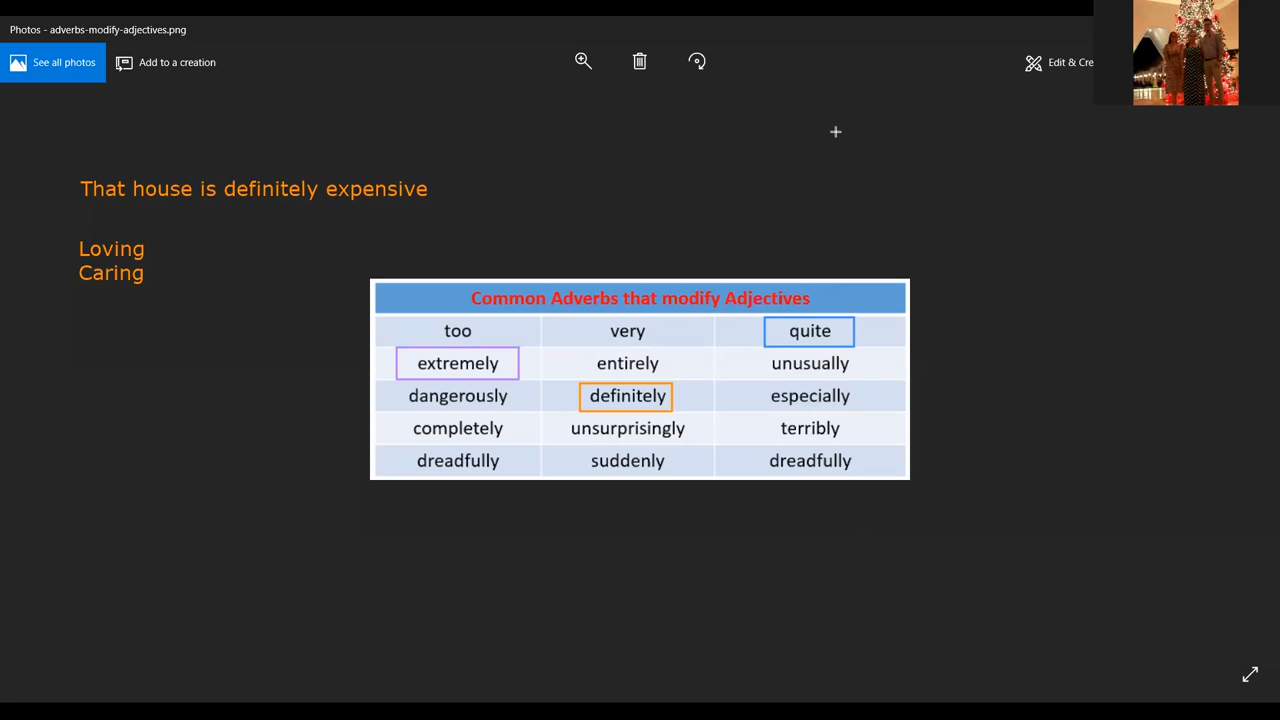 Photos - adverbs-modify-adjectives.png
See all photos
Add to a creation
Edit & Cre
That house is definitely expensive
Loving
Caring
Common Adverbs that modify Adjectives
too very quite
extremely entirely unusually
dangerously definitely especially
completely unsurprisingly terribly
dreadfully suddenly dreadfully